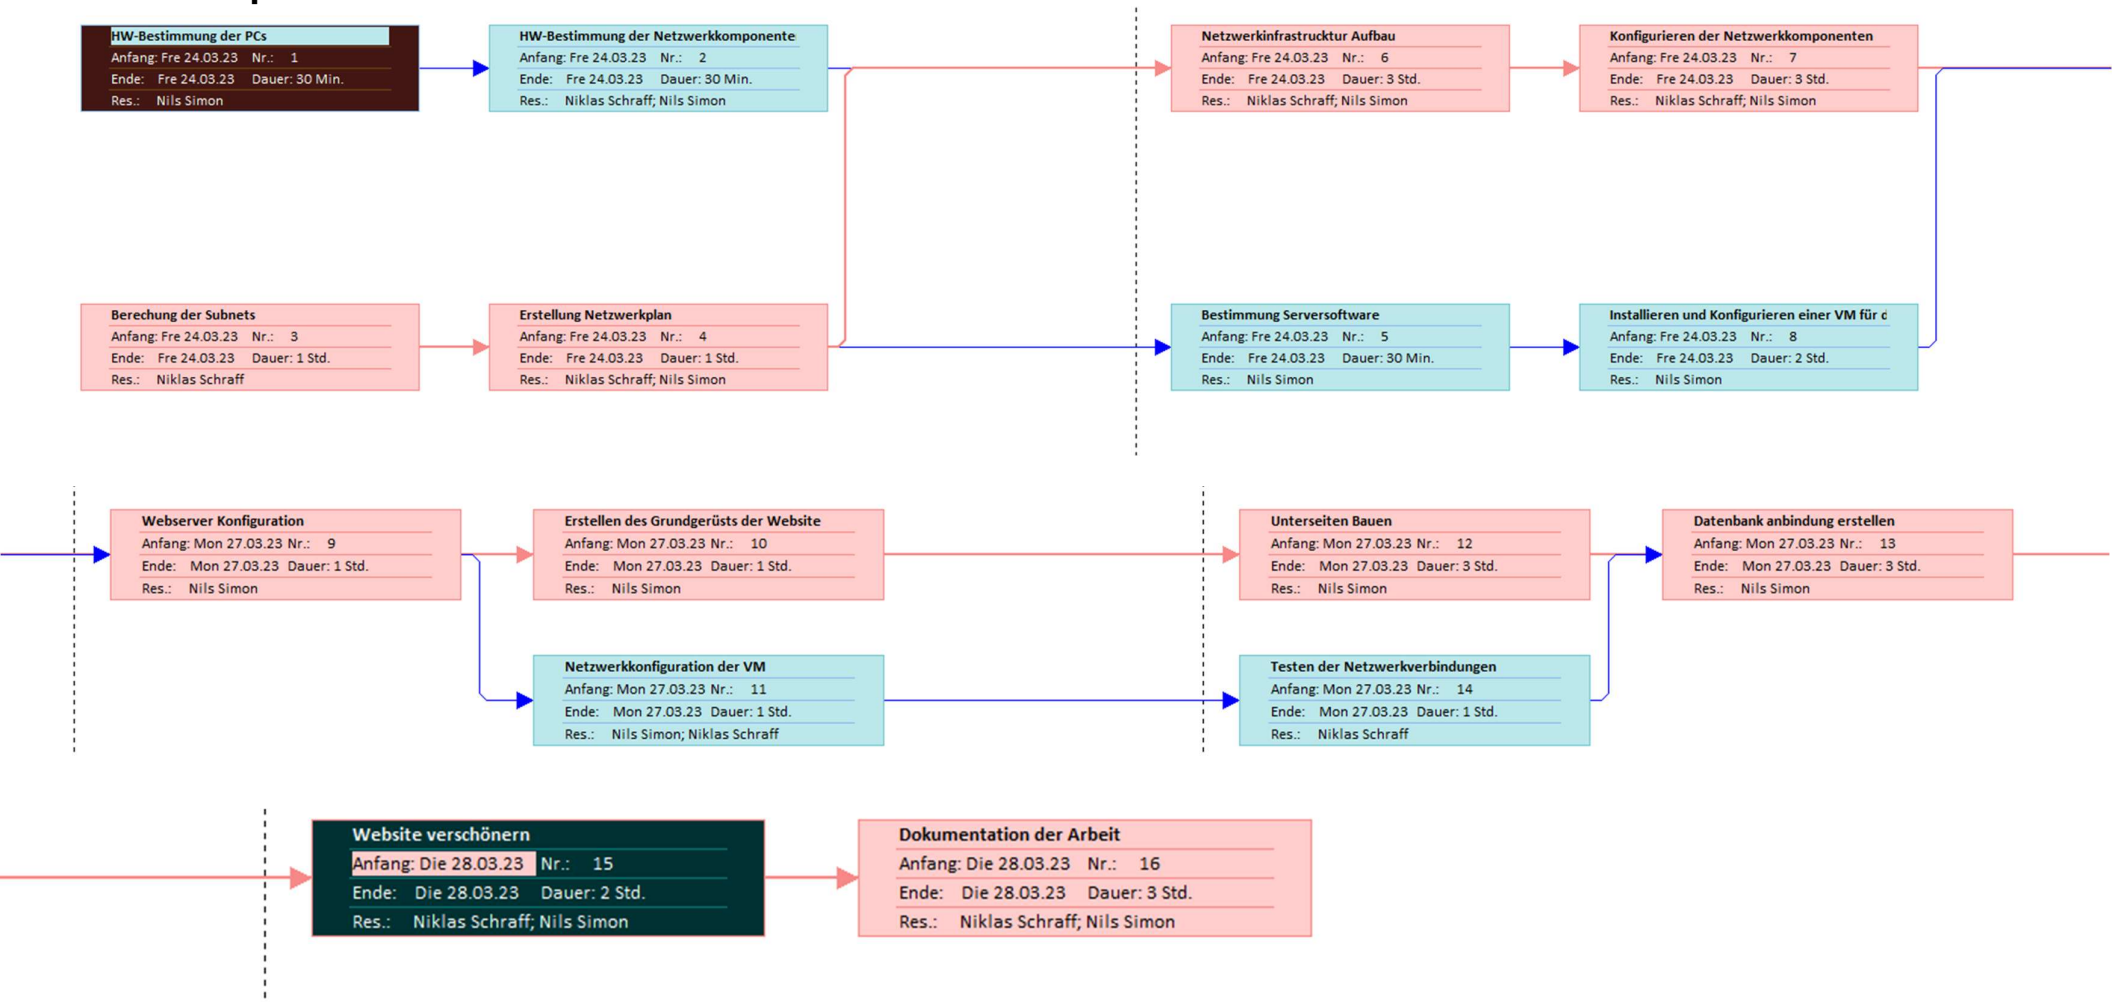 HW-Bestimmung der PCs
Anfang: Fre 24.03.23 Nr.: 1
Ende: Fre 24.03.23 Dauer: 30 Min.
Res.: Nils Simon
HW-Bestimmung der Netzwerkkomponente
Anfang: Fre 24.03.23 Nr.: 2
Ende: Fre 24.03.23 Dauer: 30 Min.
Res.: Niklas Schraff; Nils Simon
Netzwerkinfrastrucktur Aufbau
Anfang: Fre 24.03.23 Nr.: 6
Ende: Fre 24.03.23 Dauer: 3 Std.
Res.: Niklas Schraff; Nils Simon
Konfigurieren der Netzwerkkomponenten
Anfang: Fre 24.03.23 Nr.: 7
Ende: Fre 24.03.23 Dauer: 3 Std.
Res.: Niklas Schraff; Nils Simon
Berechung der Subnets
Anfang: Fre 24.03.23 Nr.: 3
Ende: Fre 24.03.23 Dauer: 1 Std.
Res.: Niklas Schraff
Erstellung Netzwerkplan
Anfang: Fre 24.03.23 Nr.: 4
Ende: Fre 24.03.23 Dauer: 1 Std.
Res.: Niklas Schraff; Nils Simon
Bestimmung Serversoftware
Anfang: Fre 24.03.23 Nr.: 5
Ende: Fre 24.03.23 Dauer: 30 Min.
Res.: Nils Simon
Installieren und Konfigurieren einer VM für d
Anfang: Fre 24.03.23 Nr.: 8
Ende: Fre 24.03.23 Dauer: 2 Std.
Res.: Nils Simon
Webserver Konfiguration
Anfang: Mon 27.03.23 Nr.: 9
Ende: Mon 27.03.23 Dauer: 1 Std.
Res.: Nils Simon
Erstellen des Grundgerüsts der Website
Anfang: Mon 27.03.23 Nr.: 10
Ende: Mon 27.03.23 Dauer: 1 Std.
Res.: Nils Simon
Unterseiten Bauen
Anfang: Mon 27.03.23 Nr.: 12
Ende: Mon 27.03.23 Dauer: 3 Std.
Res.: Nils Simon
Datenbank anbindung erstellen
Anfang: Mon 27.03.23 Nr.: 13
Ende: Mon 27.03.23 Dauer: 3 Std.
Res.: Nils Simon
Netzwerkkonfiguration der VM
Anfang: Mon 27.03.23 Nr.: 11
Ende: Mon 27.03.23 Dauer: 1 Std.
Res.: Nils Simon; Niklas Schraff
Testen der Netzwerkverbindungen
Anfang: Mon 27.03.23 Nr.: 14
Ende: Mon 27.03.23 Dauer: 1 Std.
Res.: Niklas Schraff
Website verschönern
Anfang: Die 28.03.23 Nr.: 15
Ende: Die 28.03.23 Dauer: 2 Std.
Res.: Niklas Schraff; Nils Simon
Dokumentation der Arbeit
Anfang: Die 28.03.23 Nr.: 16
Ende: Die 28.03.23 Dauer: 3 Std.
Res.: Niklas Schraff; Nils Simon